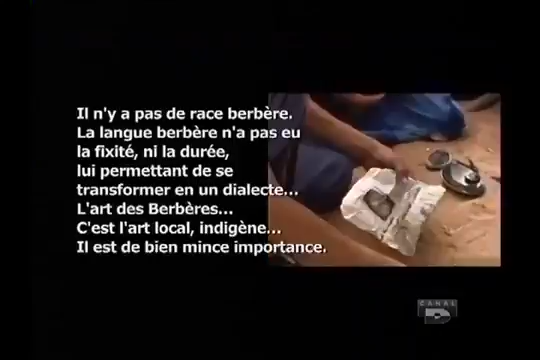 Il n'y a pas de race berbère.
La langue berbère n'a pas eu
la fixité, ni la durée,
lui permettant de se
transformer en un dialecte...
L'art des Berbères...
C'est l'art local, indigène...
Il est de bien mince importance.
CANAL
D